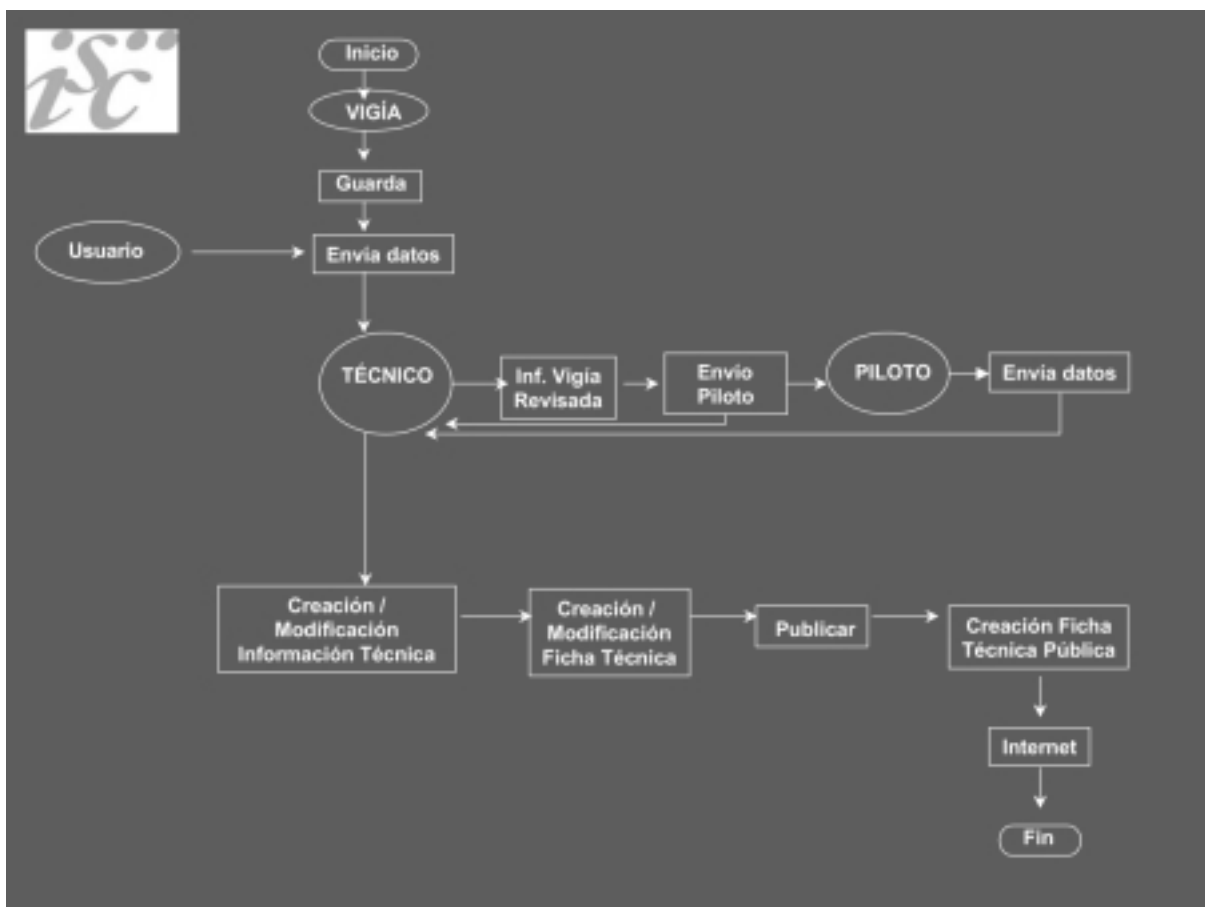 isc
Inicio
VIGÍA
Guarda
Usuario
Envia datos
TÉCNICO
Inf. Vigía
Revisada
Envio
Piloto
PILOTO
Envia datos
Creación /
Modificación
Información Técnica
Creación /
Modificación
Ficha Técnica
Publicar
Creación Ficha
Técnica Pública
Internet
Fin